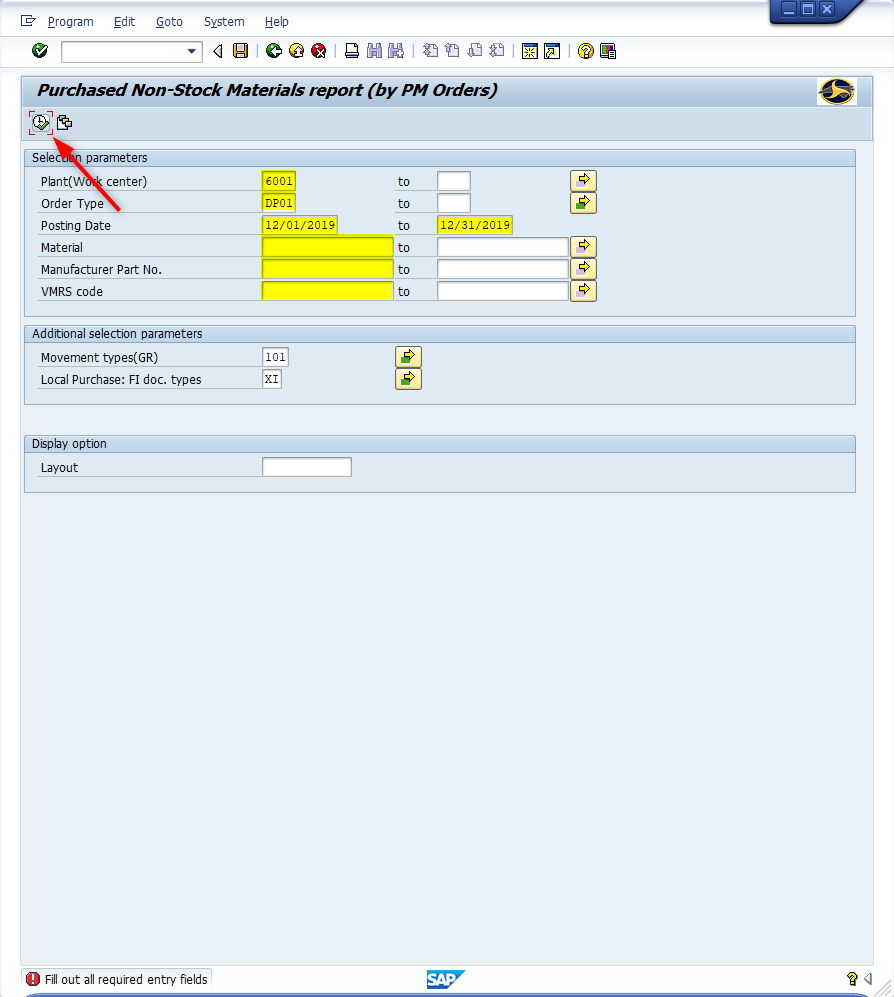 Program Edit Goto System Help
Purchased Non-Stock Materials report (by PM Orders)
Selection parameters
Plant(Work center) 6001 to
Order Type DP01 to
Posting Date 12/01/2019 to 12/31/2019
Material to
Manufacturer Part No. to
VMRS code to
Additional selection parameters
Movement types(GR) 101
Local Purchase: FI doc. types XI
Display option
Layout
Fill out all required entry fields SAP